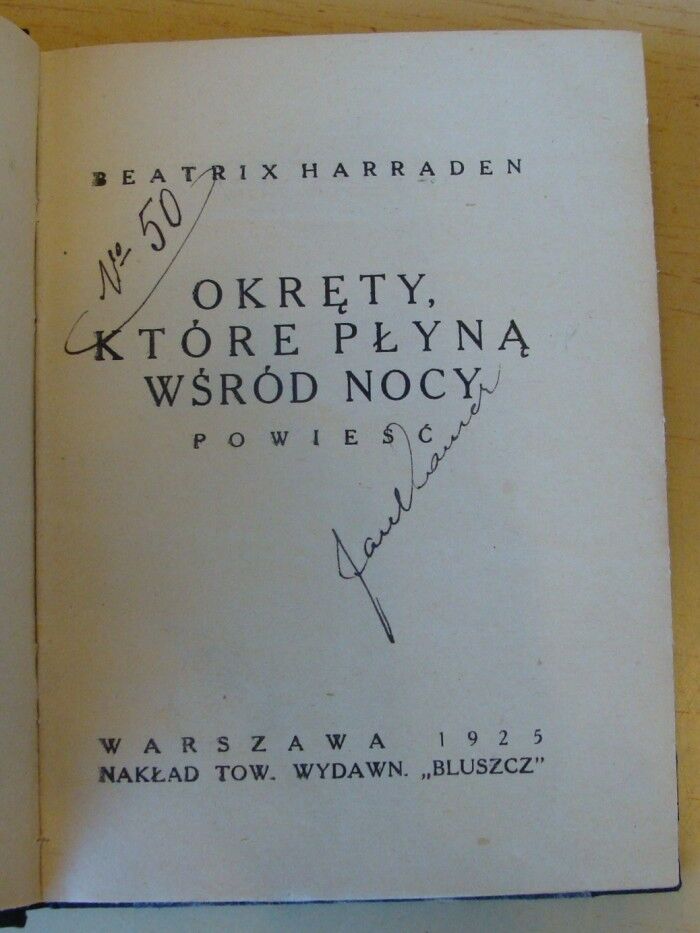 BEATRIX HARRADEN
№ 50
OKRĘTY,
KTÓRE PŁYNĄ
WŚRÓD NOCY
POWIEŚĆ
WARSZAWA 1925
NAKŁAD TOW. WYDAWN. „BLUSZCZ”